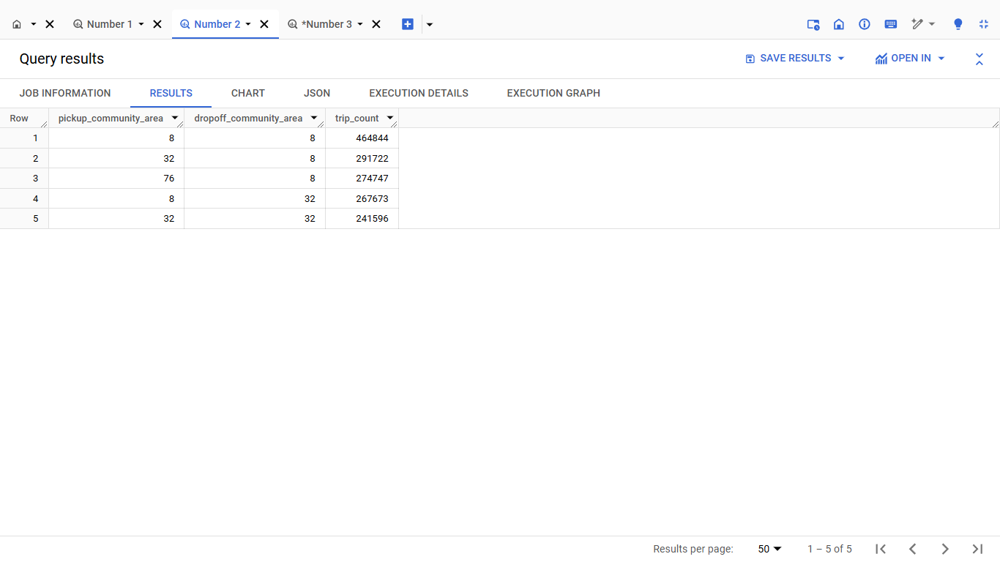 Number 1 Number 2 *Number 3
Query results SAVE RESULTS OPEN IN
JOB INFORMATION RESULTS CHART JSON EXECUTION DETAILS EXECUTION GRAPH
Row pickup_community_area dropoff_community_area trip_count
1 8 8 464844
2 32 8 291722
3 76 8 274747
4 8 32 267673
5 32 32 241596
Results per page: 50 1 – 5 of 5